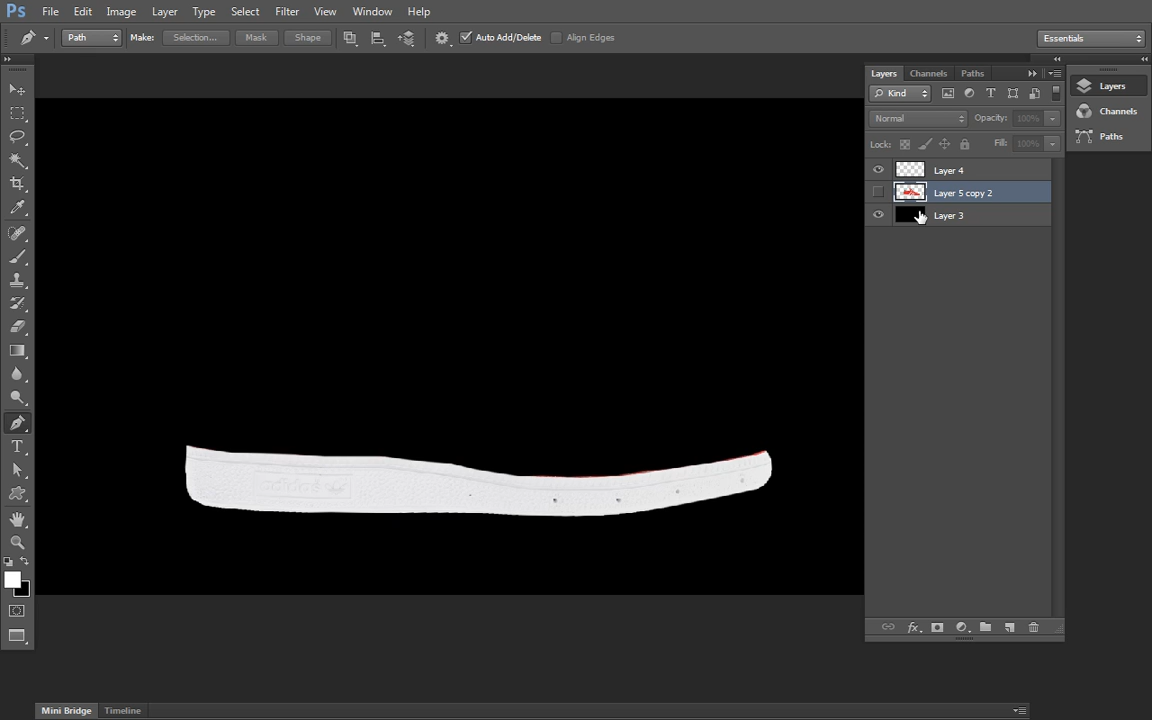 Ps File Edit Image Layer Type Select Filter View Window Help
Path Make: Selection... Mask Shape Auto Add/Delete Align Edges Essentials
Layers Channels Paths
Kind
Normal Opacity: 100%
Lock: Fill: 100%
Layer 4
Layer 5 copy 2
Layer 3
Layers
Channels
Paths
adidas
Mini Bridge Timeline